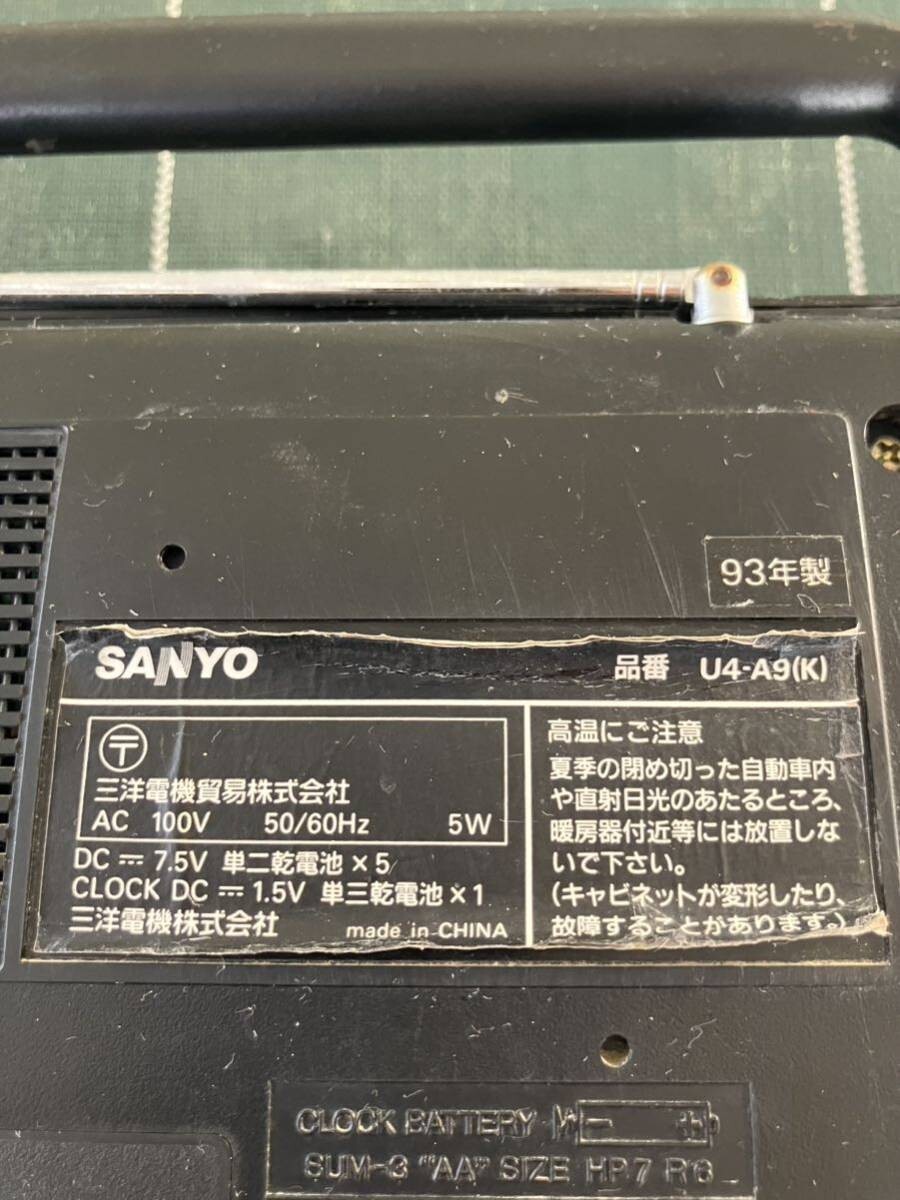 93年製
SANYO 品番 U4-A9(K)
〒
三洋電機貿易株式会社
AC 100V 50/60Hz 5W
DC ⎓ 7.5V 単二乾電池×5
CLOCK DC ⎓ 1.5V 単三乾電池×1
三洋電機株式会社 made in CHINA
高温にご注意
夏季の閉め切った自動車内
や直射日光のあたるところ、
暖房器付近等には放置しな
いで下さい。
(キャビネットが変形したり、
故障することがあります。)
CLOCK BATTERY − +
SUM-3 "AA" SIZE HP7 R6